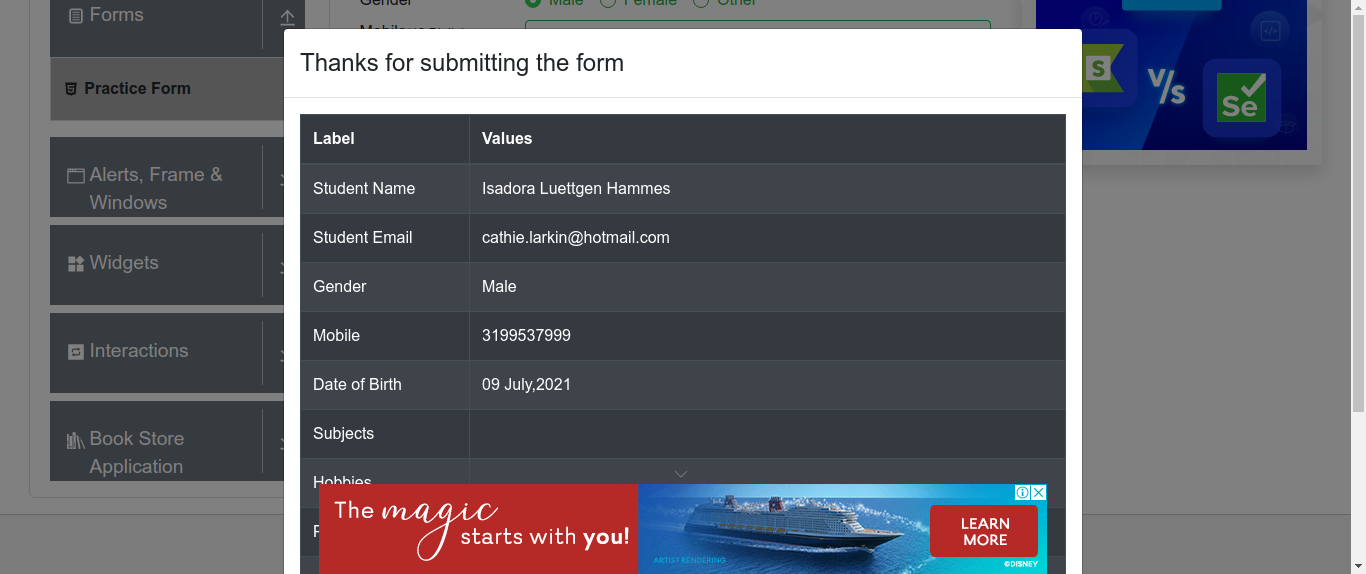 Forms
Gender Male Female Other
Thanks for submitting the form
Practice Form
Label Values
Student Name Isadora Luettgen Hammes
Student Email cathie.larkin@hotmail.com
Gender Male
Mobile 3199537999
Date of Birth 09 July,2021
Subjects
Hobbies
Alerts, Frame &
Windows
Widgets
Interactions
Book Store
Application
S
V/s
Se
The magic
starts with you!
ARTIST RENDERING
LEARN
MORE
©DISNEY